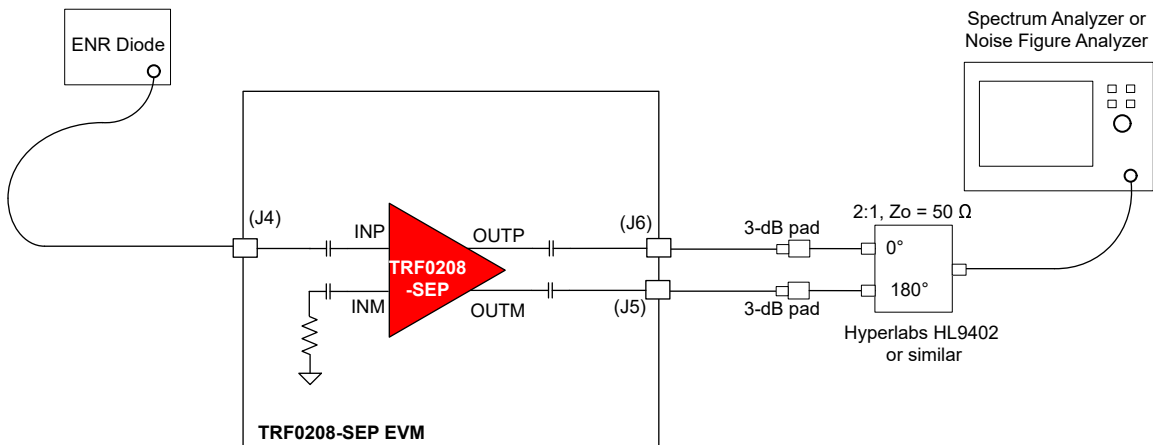 ENR Diode
Spectrum Analyzer or
Noise Figure Analyzer
(J4)
INP
INM
TRF0208
-SEP
OUTP
OUTM
(J6)
(J5)
3-dB pad
3-dB pad
2:1, Zo = 50 Ω
0°
180°
Hyperlabs HL9402
or similar
TRF0208-SEP EVM